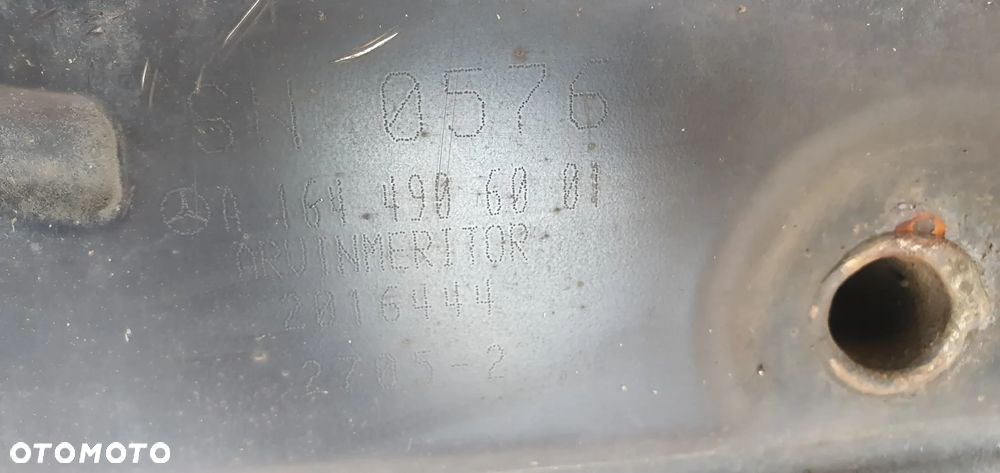 SN 0576
A 164 490 60 01
ARVINMERITOR
2016444
2705-2
OTOMOTO